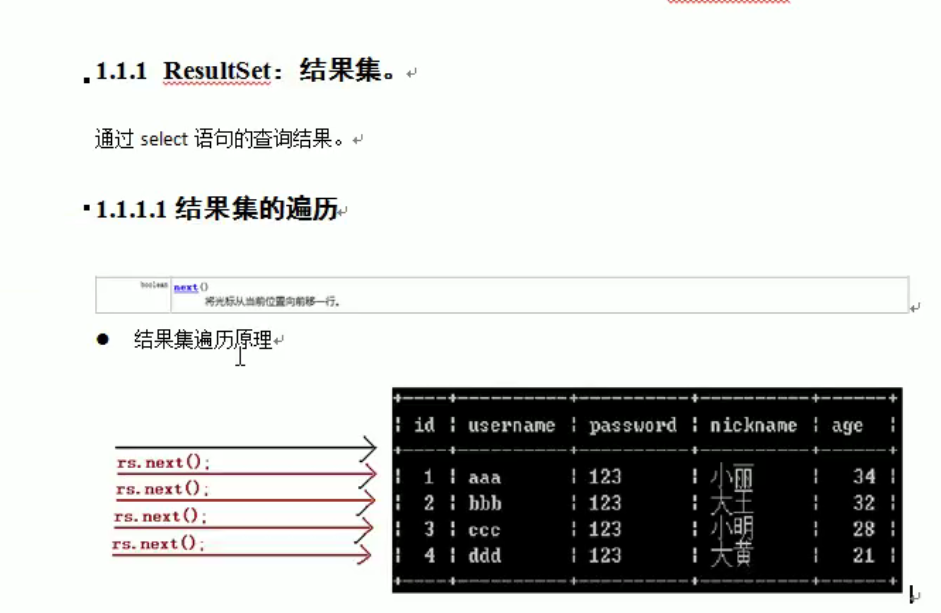 1.1.1 ResultSet：结果集。
通过 select 语句的查询结果。
1.1.1.1 结果集的遍历
boolean next()
将光标从当前位置向前移一行。
● 结果集遍历原理
id username password nickname age
rs.next();
1 aaa 123 小丽 34
rs.next();
2 bbb 123 大王 32
rs.next();
3 ccc 123 小明 28
rs.next();
4 ddd 123 大黄 21